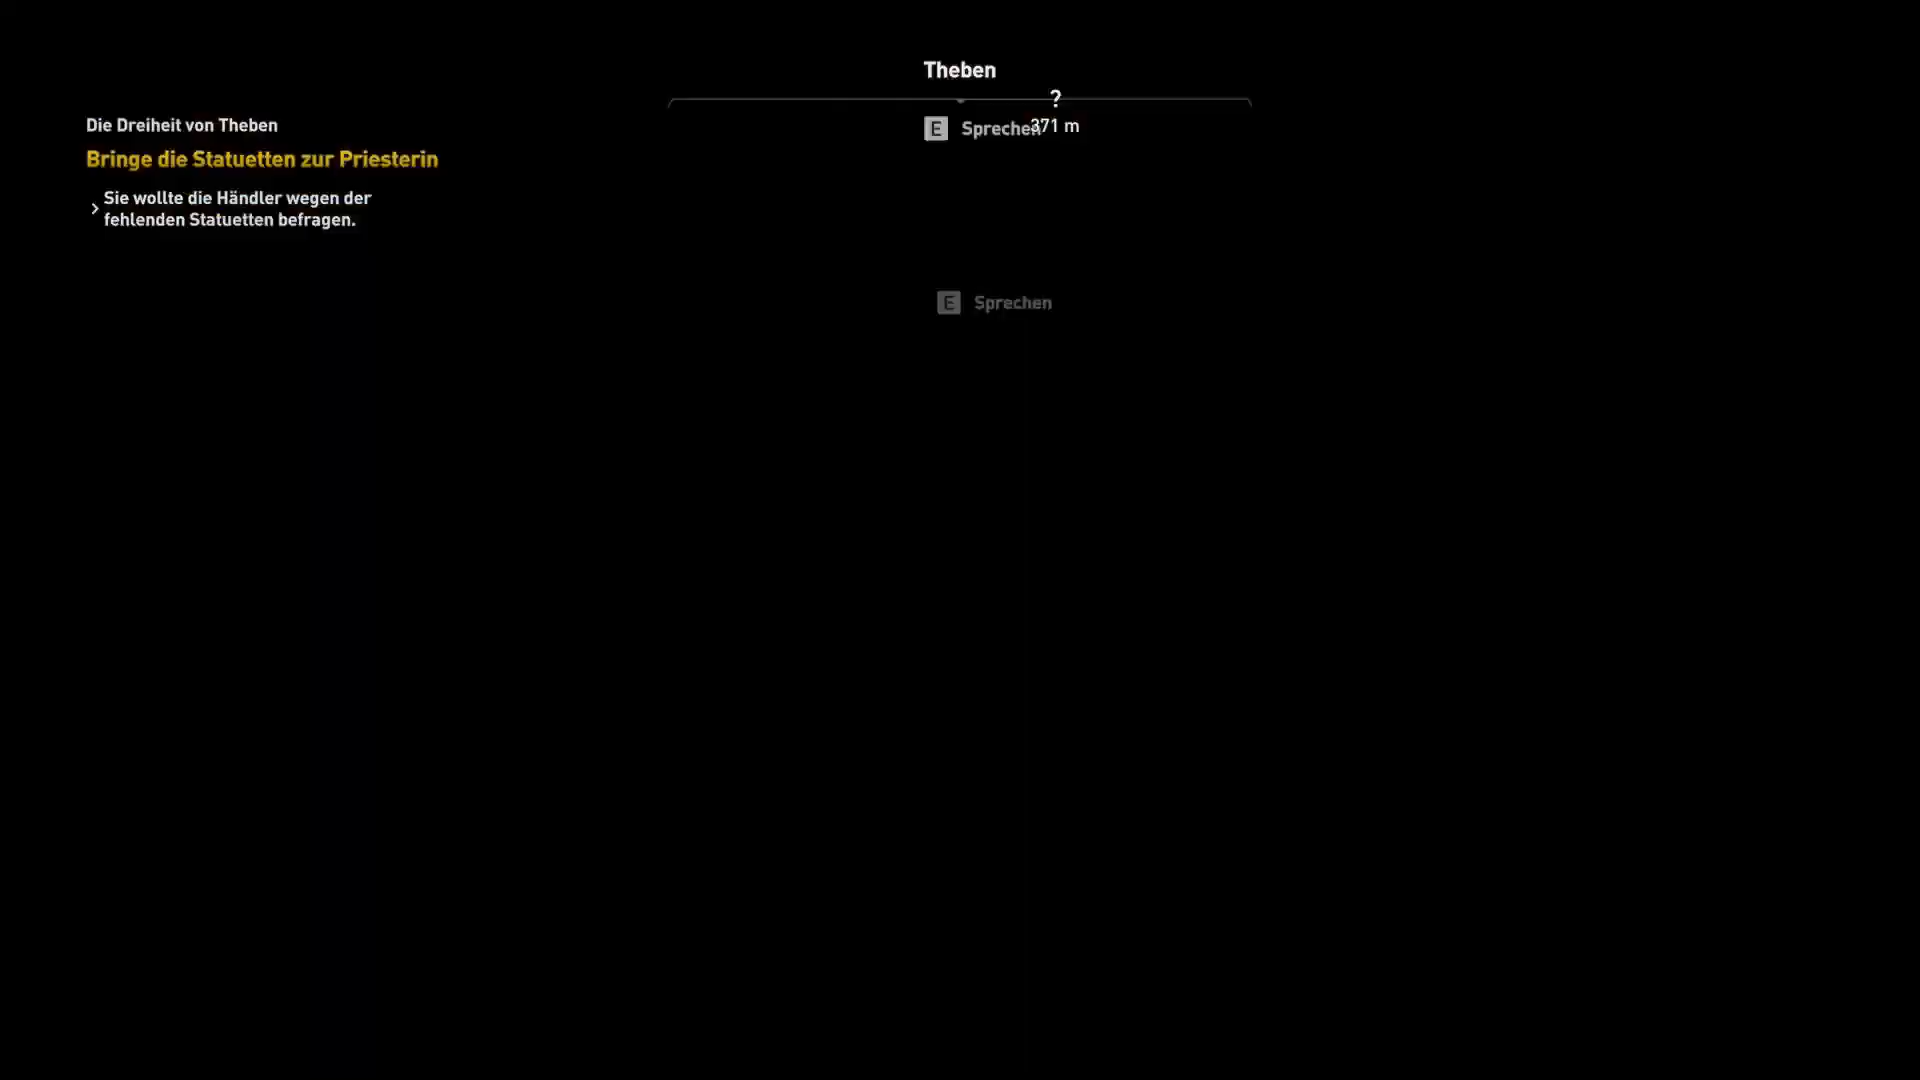 Theben
?
Die Dreiheit von Theben
E Sprechen 371 m
Bringe die Statuetten zur Priesterin
Sie wollte die Händler wegen der
fehlenden Statuetten befragen.
E Sprechen